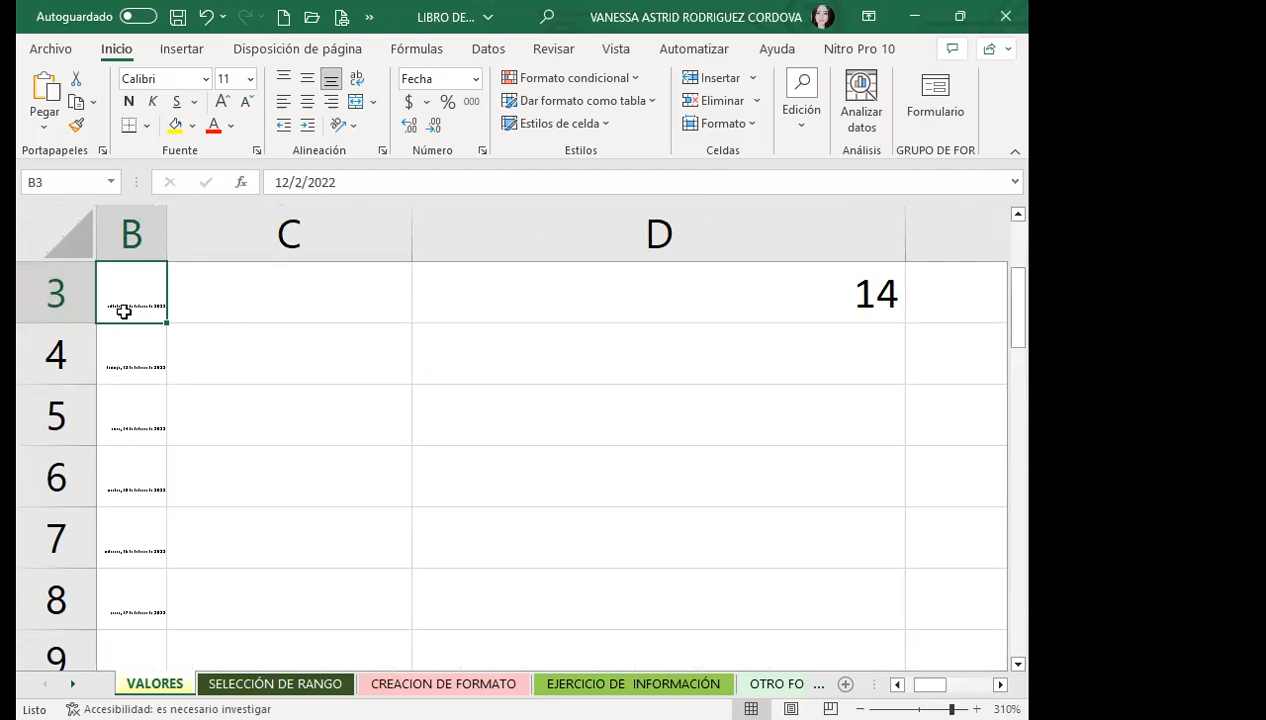 Autoguardado
LIBRO DE...
VANESSA ASTRID RODRIGUEZ CORDOVA
Archivo Inicio Insertar Disposición de página Fórmulas Datos Revisar Vista Automatizar Ayuda Nitro Pro 10
Pegar
Calibri 11
N K S
Fecha
$ % 000
Formato condicional
Dar formato como tabla
Estilos de celda
Insertar
Eliminar
Formato
Edición
Analizar
datos
Formulario
Portapapeles Fuente Alineación Número Estilos Celdas Análisis GRUPO DE FOR
B3 fx 12/2/2022
B C D
3 14
4
5
6
7
8
9
VALORES SELECCIÓN DE RANGO CREACION DE FORMATO EJERCICIO DE INFORMACIÓN OTRO FO ...
Listo Accesibilidad: es necesario investigar 310%